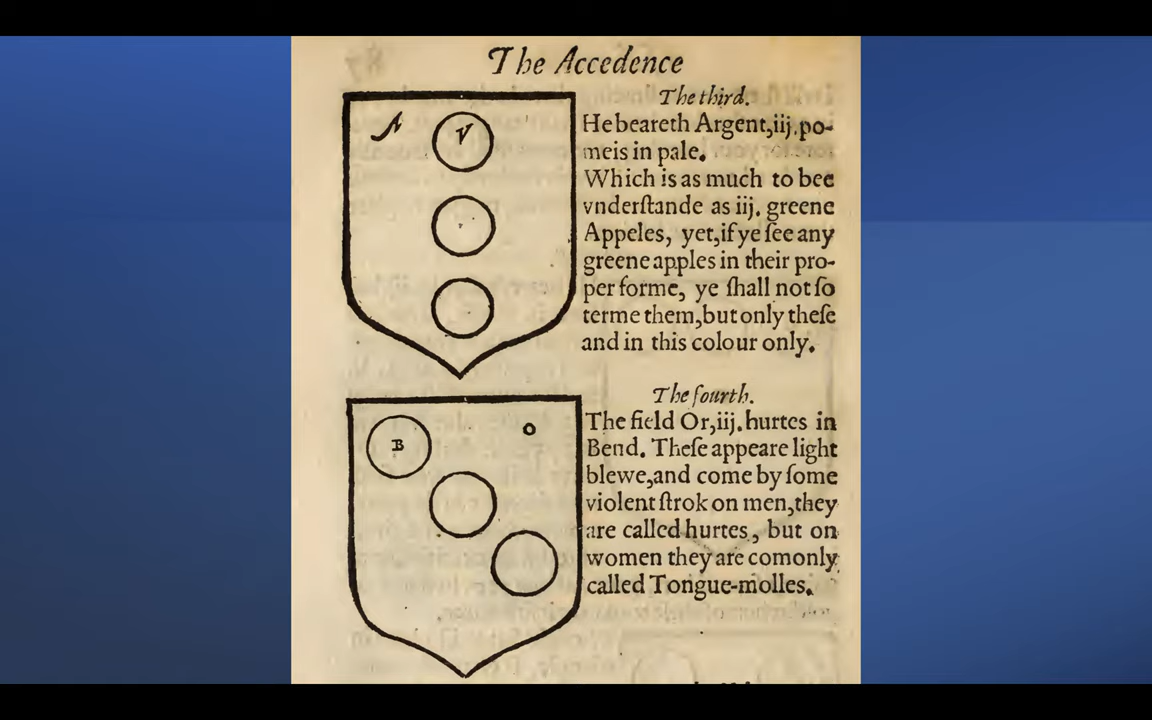 The Accedence
A
V
The third.
He beareth Argent, iij. po-
meis in pale.
Which is as much to bee
vnderſtande as iij. greene
Appeles, yet, if ye ſee any
greene apples in their pro-
per forme, ye ſhall not ſo
terme them, but only theſe
and in this colour only.
B
O
The fourth.
The field Or, iij. hurtes in
Bend. Theſe appeare light
blewe, and come by ſome
violent ſtrok on men, they
are called hurtes, but on
women they are comonly
called Tongue-molles.